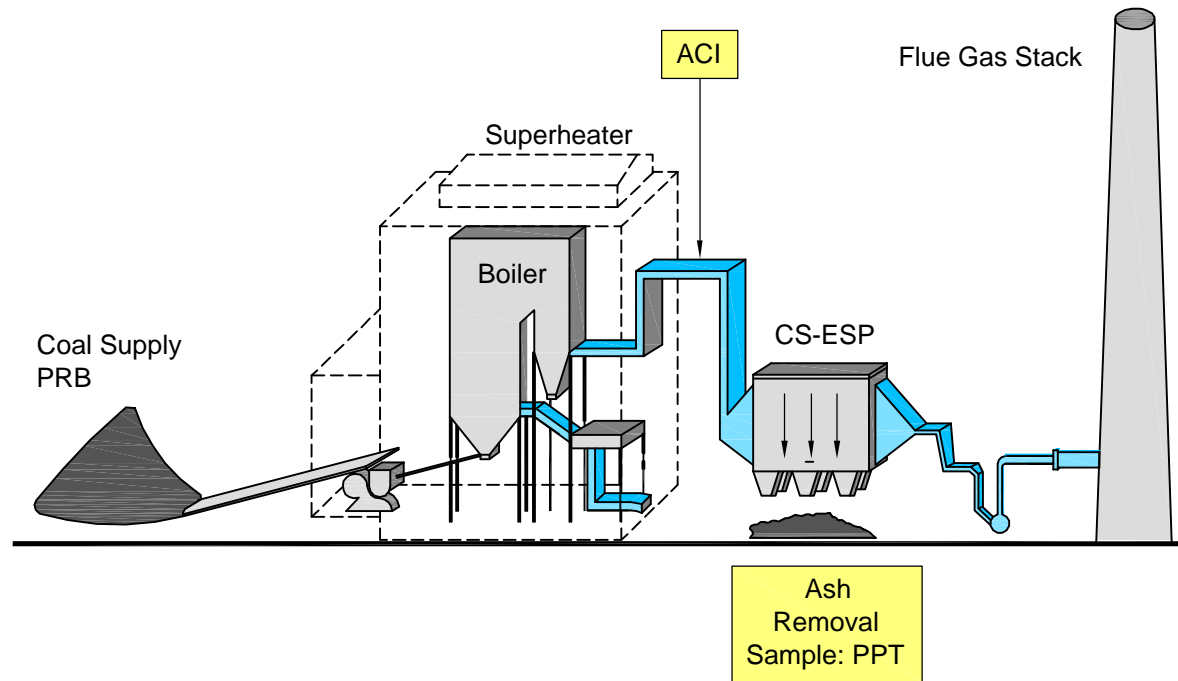 ACI
Flue Gas Stack
Superheater
Boiler
Coal Supply
PRB
CS-ESP
Ash
Removal
Sample: PPT